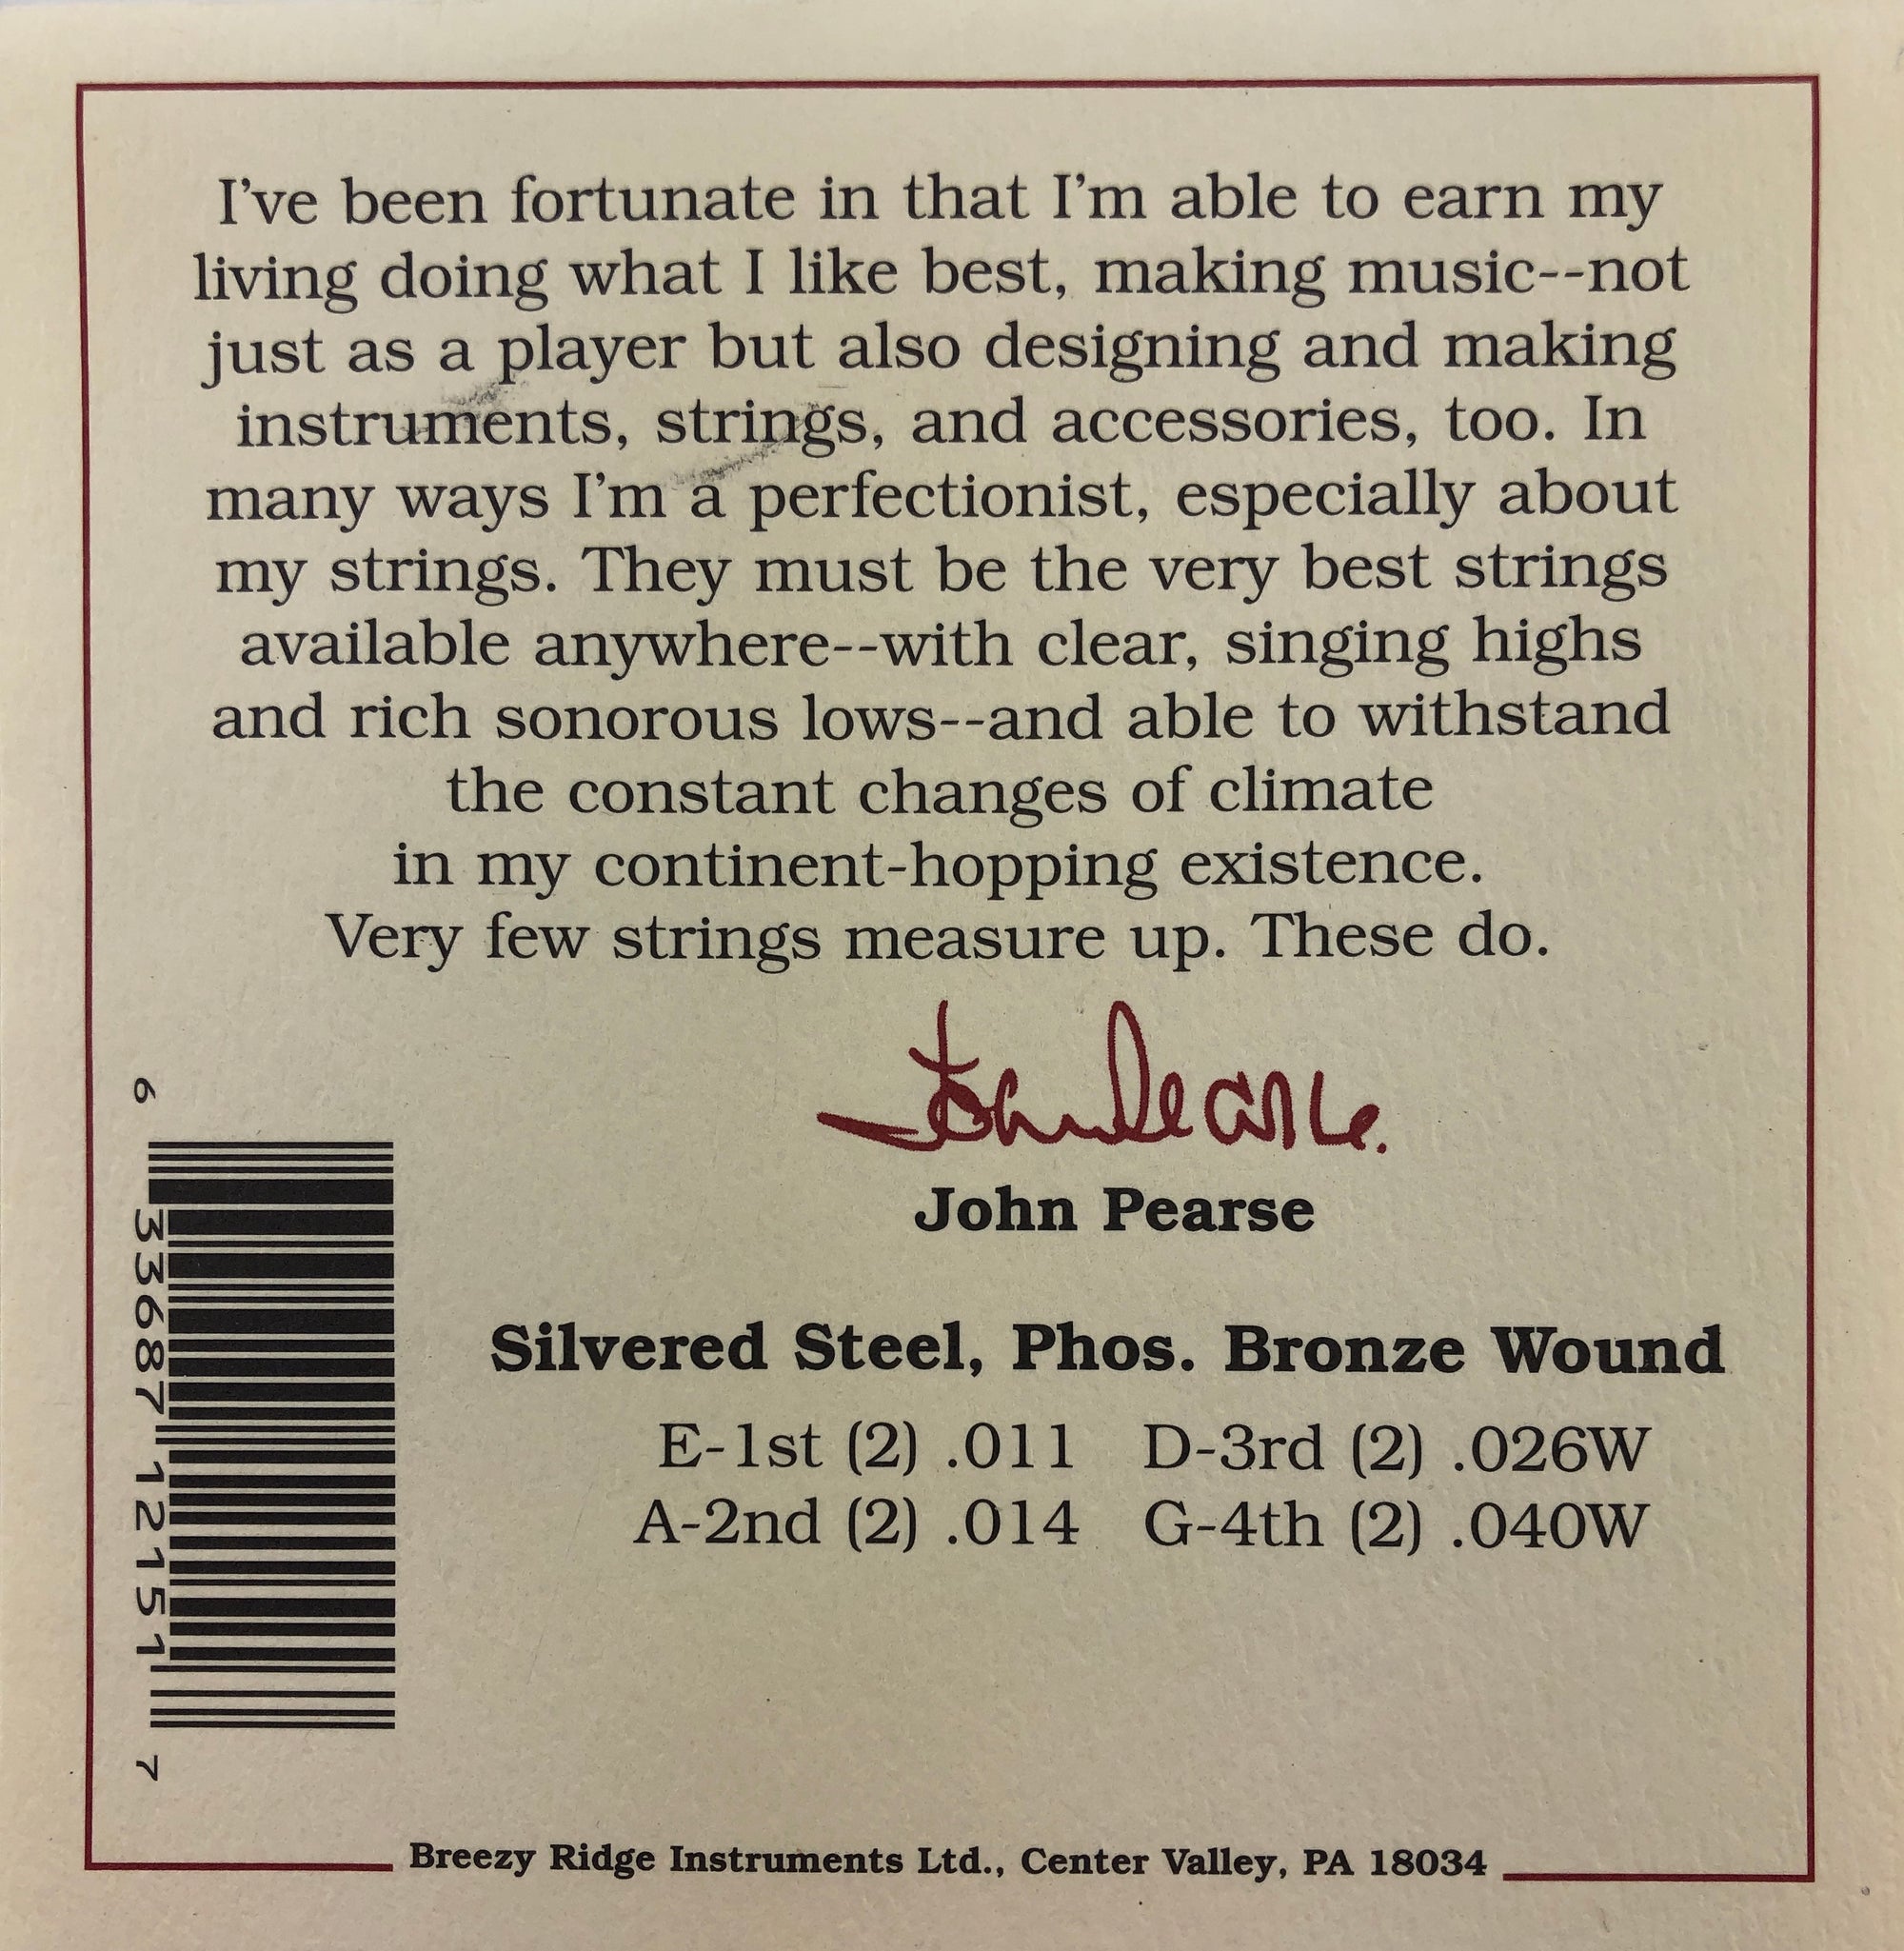 I've been fortunate in that I'm able to earn my
living doing what I like best, making music--not
just as a player but also designing and making
instruments, strings, and accessories, too. In
many ways I'm a perfectionist, especially about
my strings. They must be the very best strings
available anywhere--with clear, singing highs
and rich sonorous lows--and able to withstand
the constant changes of climate
in my continent-hopping existence.
Very few strings measure up. These do.
John Pearse.
John Pearse
Silvered Steel, Phos. Bronze Wound
E-1st (2) .011 D-3rd (2) .026W
A-2nd (2) .014 G-4th (2) .040W
6 33687 12151 7
Breezy Ridge Instruments Ltd., Center Valley, PA 18034